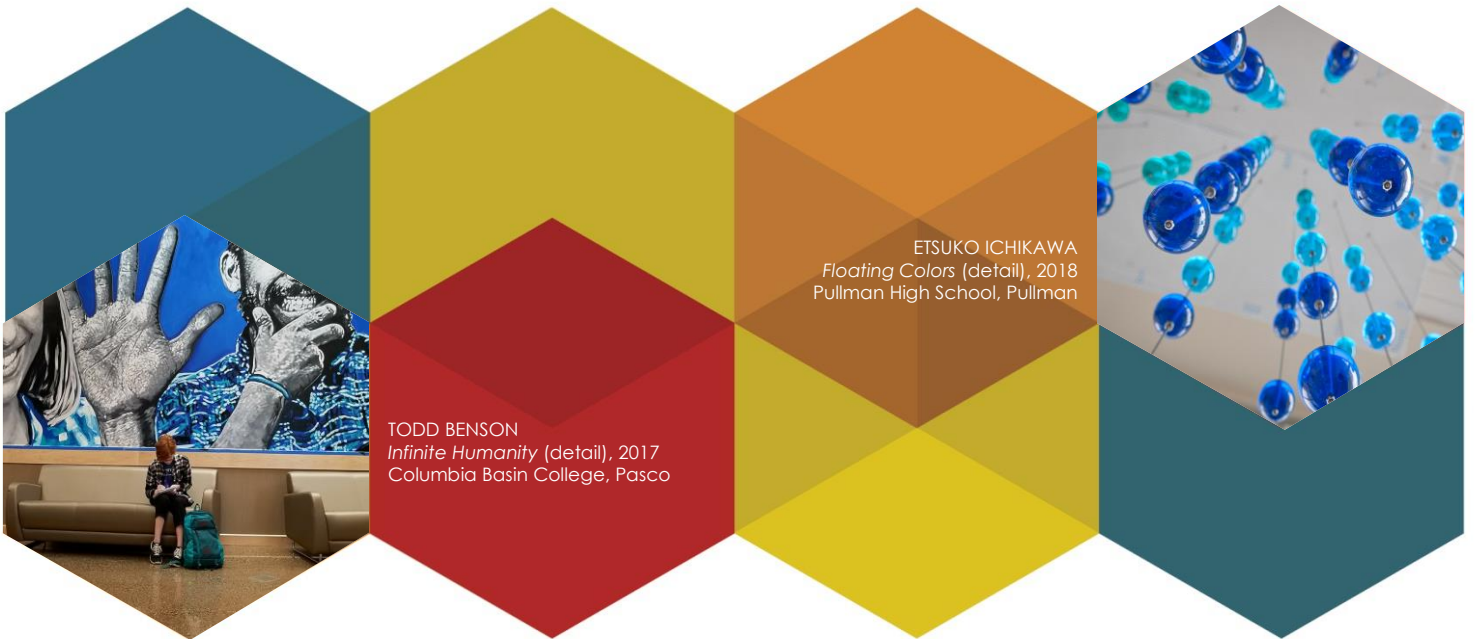 ETSUKO ICHIKAWA
Floating Colors (detail), 2018
Pullman High School, Pullman
TODD BENSON
Infinite Humanity (detail), 2017
Columbia Basin College, Pasco